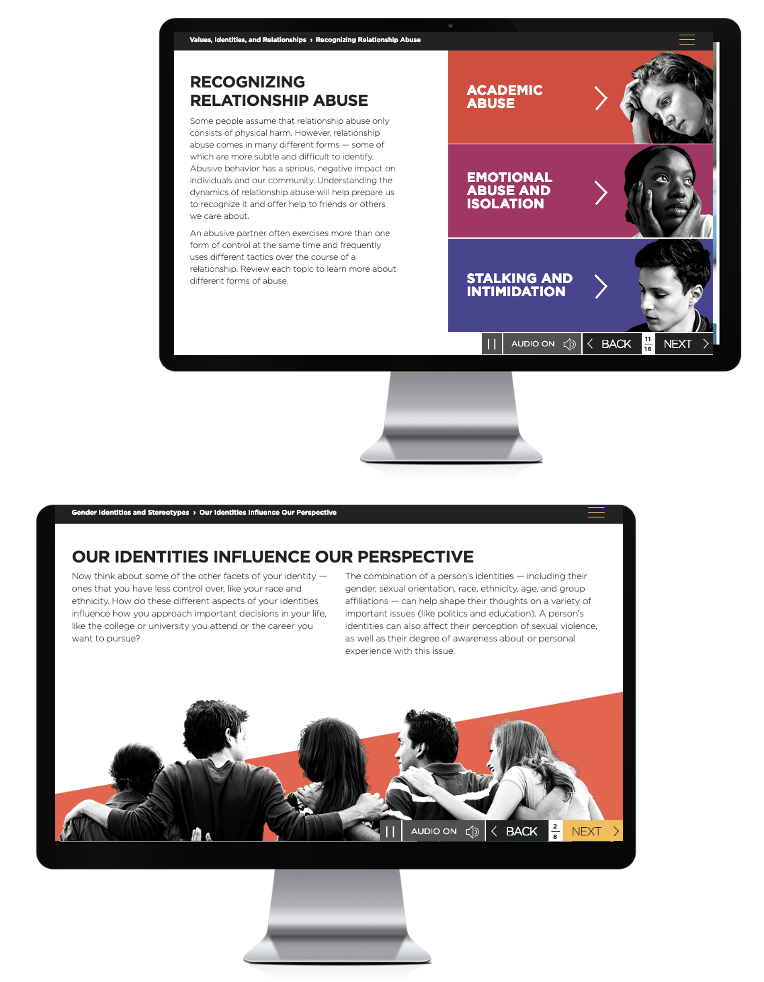 Values, Identities, and Relationships › Recognizing Relationship Abuse
RECOGNIZING
RELATIONSHIP ABUSE
Some people assume that relationship abuse only
consists of physical harm. However, relationship
abuse comes in many different forms — some of
which are more subtle and difficult to identify.
Abusive behavior has a serious, negative impact on
individuals and our community. Understanding the
dynamics of relationship abuse will help prepare us
to recognize it and offer help to friends or others
we care about.
An abusive partner often exercises more than one
form of control at the same time and frequently
uses different tactics over the course of a
relationship. Review each topic to learn more about
different forms of abuse.
ACADEMIC
ABUSE
EMOTIONAL
ABUSE AND
ISOLATION
STALKING AND
INTIMIDATION
AUDIO ON
BACK
11
16
NEXT
Gender Identities and Stereotypes › Our Identities Influence Our Perspective
OUR IDENTITIES INFLUENCE OUR PERSPECTIVE
Now think about some of the other facets of your identity —
ones that you have less control over, like your race and
ethnicity. How do these different aspects of your identities
influence how you approach important decisions in your life,
like the college or university you attend or the career you
want to pursue?
The combination of a person's identities — including their
gender, sexual orientation, race, ethnicity, age, and group
affiliations — can help shape their thoughts on a variety of
important issues (like politics and education). A person's
identities can also affect their perception of sexual violence,
as well as their degree of awareness about or personal
experience with this issue.
AUDIO ON
BACK
2
8
NEXT